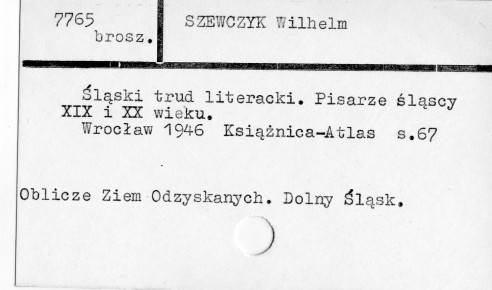 7765
brosz.
SZEWCZYK Wilhelm
Śląski trud literacki. Pisarze śląscy
XIX i XX wieku.
Wrocław 1946 Książnica-Atlas s.67
Oblicze Ziem Odzyskanych. Dolny Śląsk.